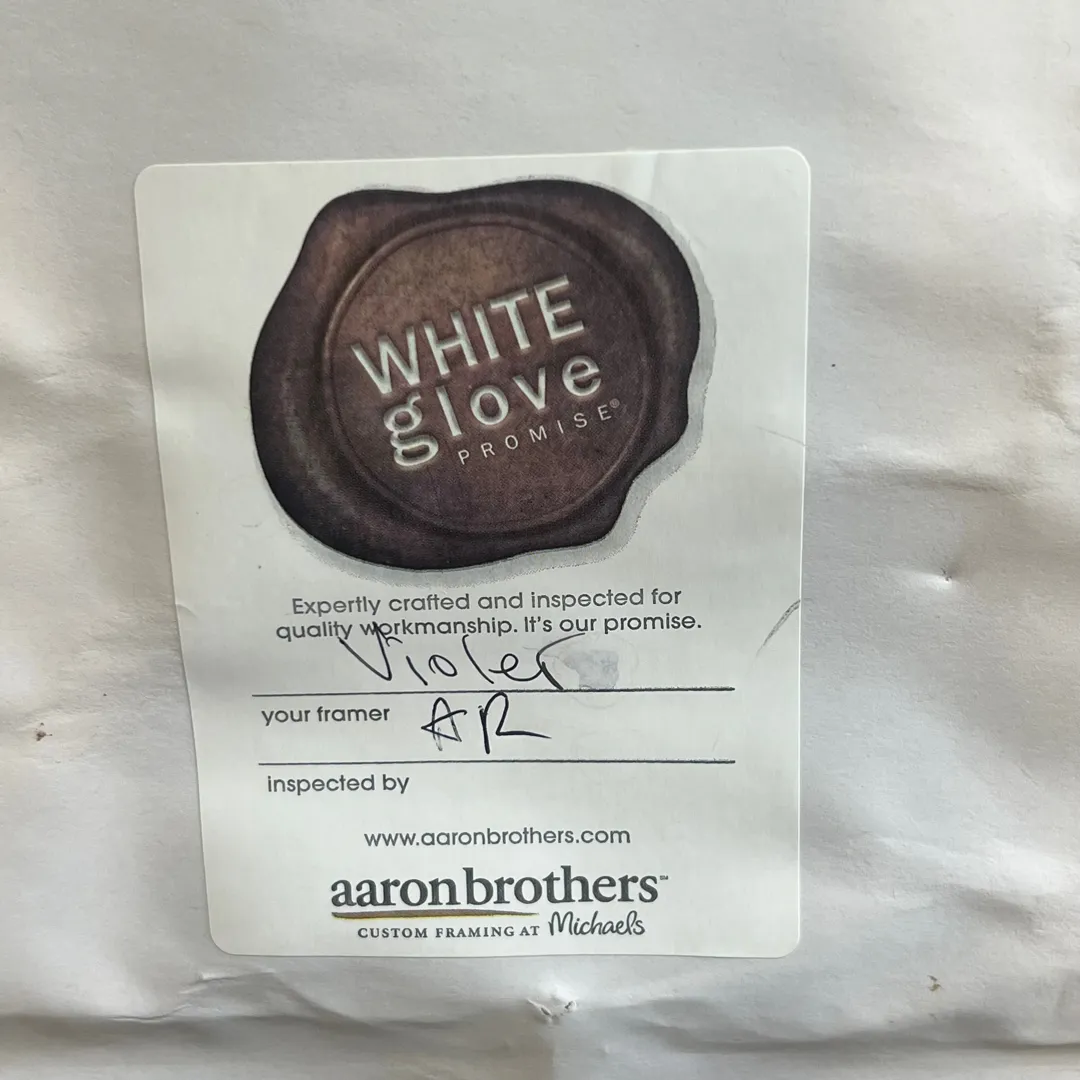 WHITE
glove
PROMISE®
Expertly crafted and inspected for
quality workmanship. It's our promise.
Violet
your framer
AR
inspected by
www.aaronbrothers.com
aaronbrothers℠
CUSTOM FRAMING AT Michaels